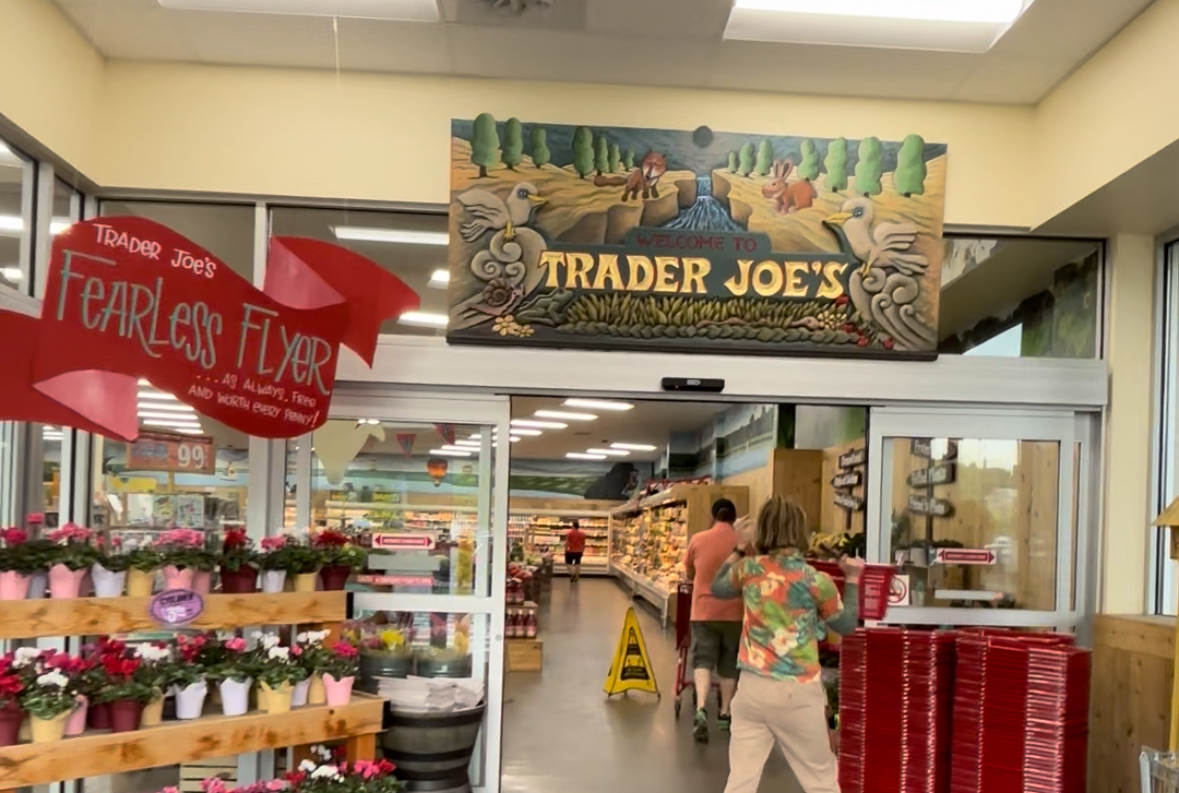 TRADER JOE'S
FEARLESS FLYER
...AS ALWAYS, FREE
AND WORTH EVERY PENNY!
WELCOME TO
TRADER JOE'S
99